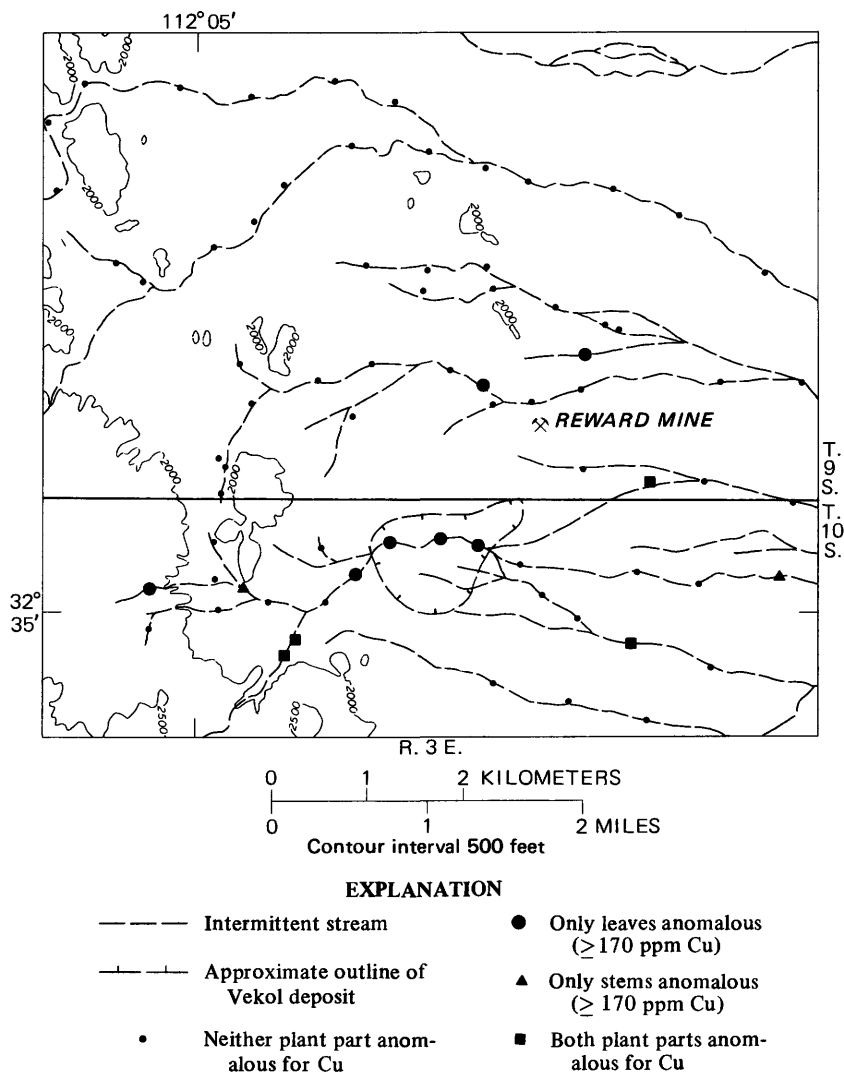 112° 05′
2000
2000
2000
2000
2000
2000
2000
2000
2000
REWARD MINE
T.
9
S.
2000
2000
T.
10
S.
32°
35′
2000
2500
2500
R. 3 E.
0 1 2 KILOMETERS
0 1 2 MILES
Contour interval 500 feet
EXPLANATION
Intermittent stream
Approximate outline of
Vekol deposit
Neither plant part anom-
alous for Cu
Only leaves anomalous
(≥170 ppm Cu)
Only stems anomalous
(≥ 170 ppm Cu)
Both plant parts anom-
alous for Cu